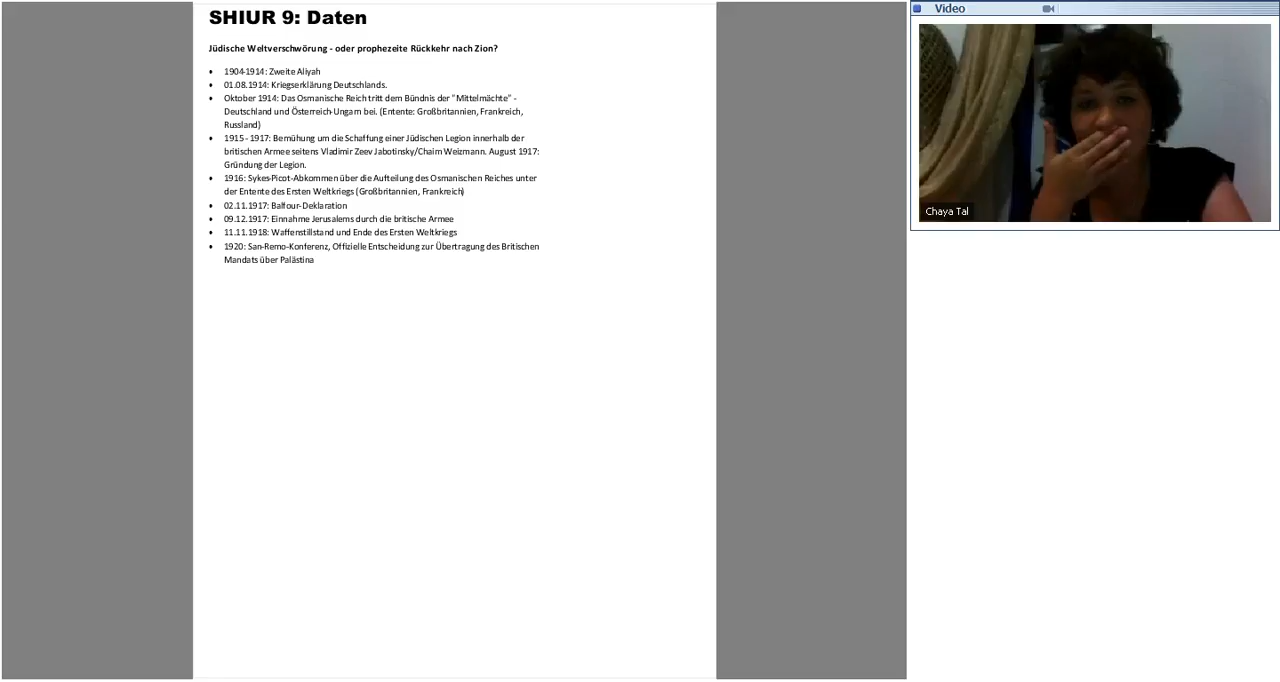 SHIUR 9: Daten
Jüdische Weltverschwörung - oder prophezeite Rückkehr nach Zion?
• 1904-1914: Zweite Aliyah
• 01.08.1914: Kriegserklärung Deutschlands.
• Oktober 1914: Das Osmanische Reich tritt dem Bündnis der "Mittelmächte" -
Deutschland und Österreich-Ungarn bei. (Entente: Großbritannien, Frankreich,
Russland)
• 1915 - 1917: Bemühung um die Schaffung einer Jüdischen Legion innerhalb der
britischen Armee seitens Vladimir Zeev Jabotinsky/Chaim Weizmann. August 1917:
Gründung der Legion.
• 1916: Sykes-Picot-Abkommen über die Aufteilung des Osmanischen Reiches unter
der Entente des Ersten Weltkriegs (Großbritannien, Frankreich)
• 02.11.1917: Balfour-Deklaration
• 09.12.1917: Einnahme Jerusalems durch die britische Armee
• 11.11.1918: Waffenstillstand und Ende des Ersten Weltkriegs
• 1920: San-Remo-Konferenz, Offizielle Entscheidung zur Übertragung des Britischen
Mandats über Palästina
Video
Chaya Tal